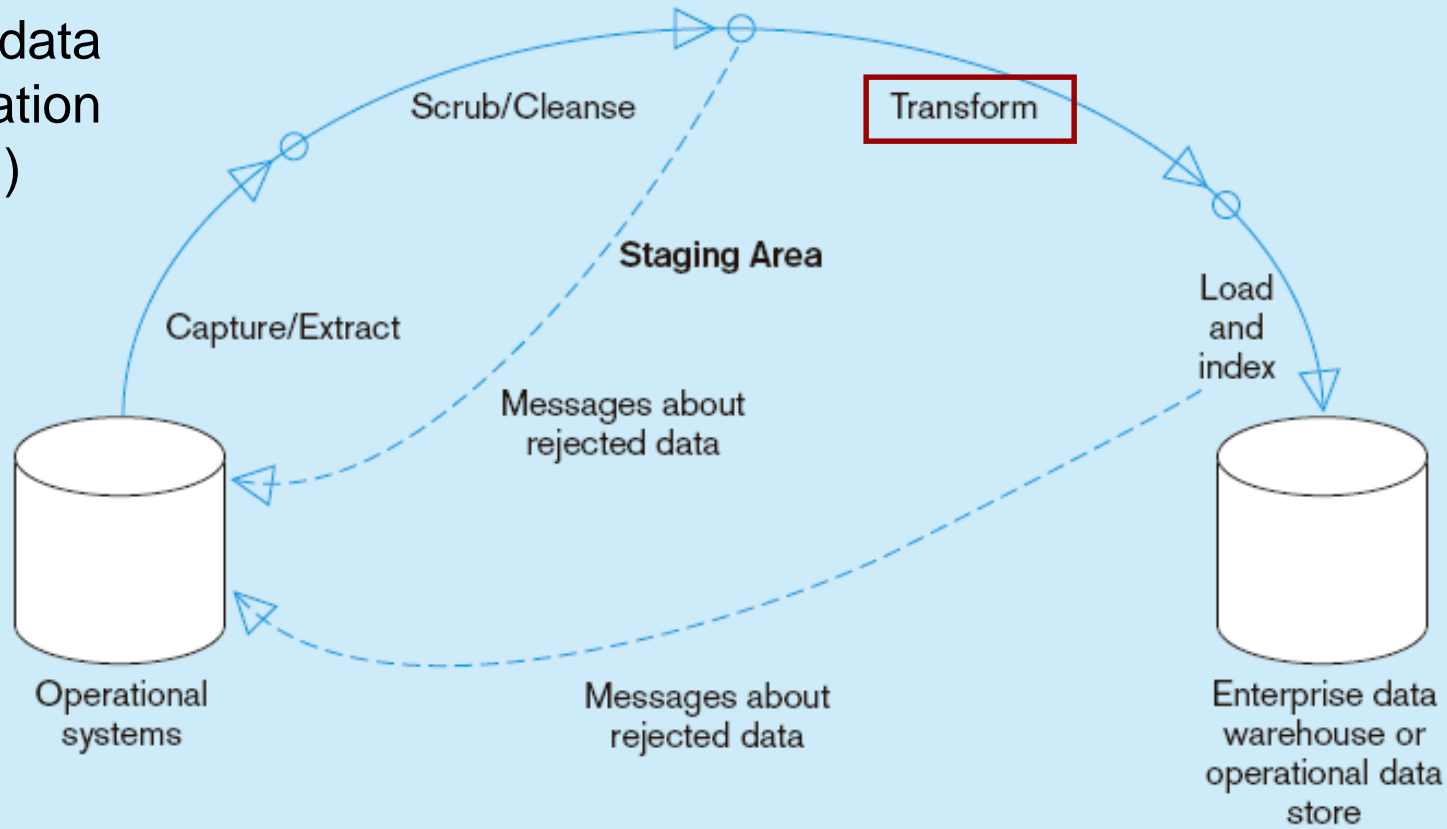 data
ation
)
Scrub/Cleanse
Transform
Staging Area
Capture/Extract
Load
and
index
Messages about
rejected data
Operational
systems
Messages about
rejected data
Enterprise data
warehouse or
operational data
store